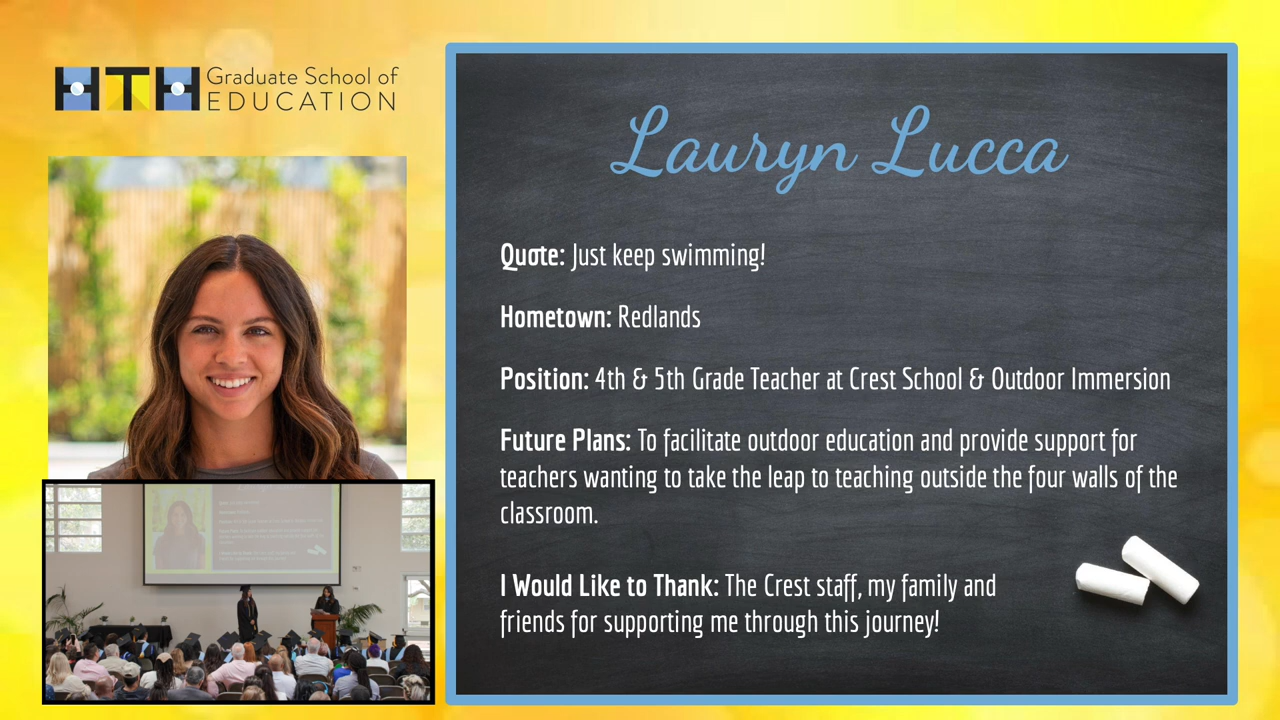 HTH Graduate School of
EDUCATION
Lauryn Lucca
Quote: Just keep swimming!
Hometown: Redlands
Position: 4th & 5th Grade Teacher at Crest School & Outdoor Immersion
Future Plans: To facilitate outdoor education and provide support for
teachers wanting to take the leap to teaching outside the four walls of the
classroom.
I Would Like to Thank: The Crest staff, my family and
friends for supporting me through this journey!